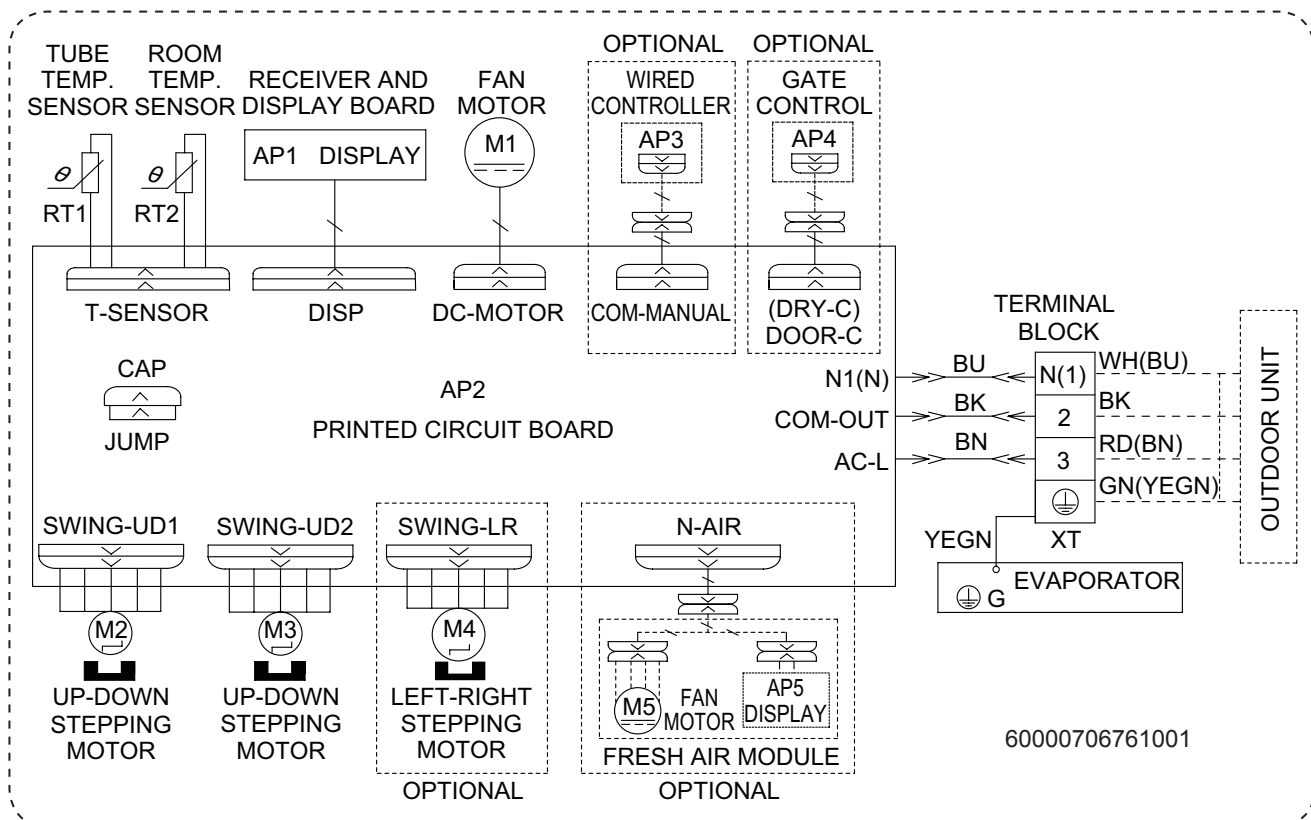 TUBE
TEMP.
SENSOR
ROOM
TEMP.
SENSOR
RECEIVER AND
DISPLAY BOARD
FAN
MOTOR
OPTIONAL
WIRED
CONTROLLER
OPTIONAL
GATE
CONTROL
θ
RT1
θ
RT2
AP1 DISPLAY
M1
AP3
AP4
T-SENSOR
DISP
DC-MOTOR
COM-MANUAL
(DRY-C)
DOOR-C
CAP
JUMP
AP2
PRINTED CIRCUIT BOARD
N1(N)
COM-OUT
AC-L
BU
BK
BN
TERMINAL
BLOCK
N(1)
2
3
XT
WH(BU)
BK
RD(BN)
GN(YEGN)
OUTDOOR UNIT
YEGN
EVAPORATOR
G
SWING-UD1
M2
UP-DOWN
STEPPING
MOTOR
SWING-UD2
M3
UP-DOWN
STEPPING
MOTOR
SWING-LR
M4
LEFT-RIGHT
STEPPING
MOTOR
OPTIONAL
N-AIR
M5
FAN
MOTOR
AP5
DISPLAY
FRESH AIR MODULE
OPTIONAL
60000706761001